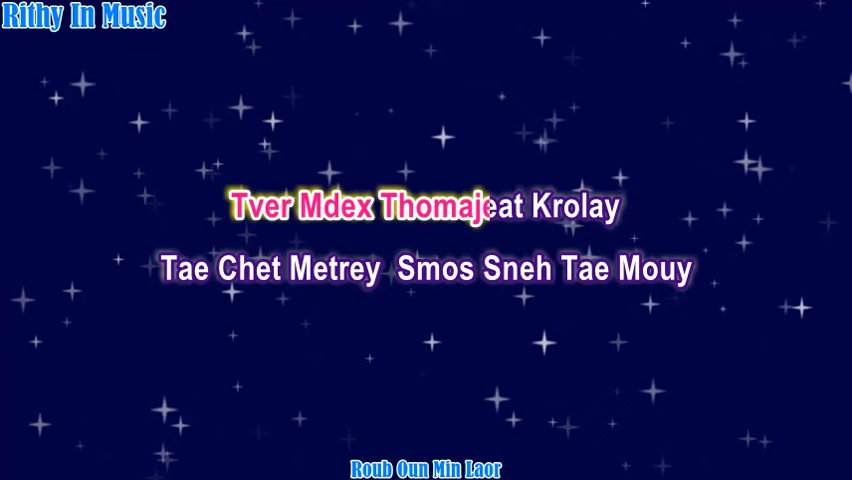 Rithy In Music
Tver Mdex Thomajeat Krolay
Tae Chet Metrey  Smos Sneh Tae Mouy
Roub Oun Min Laor